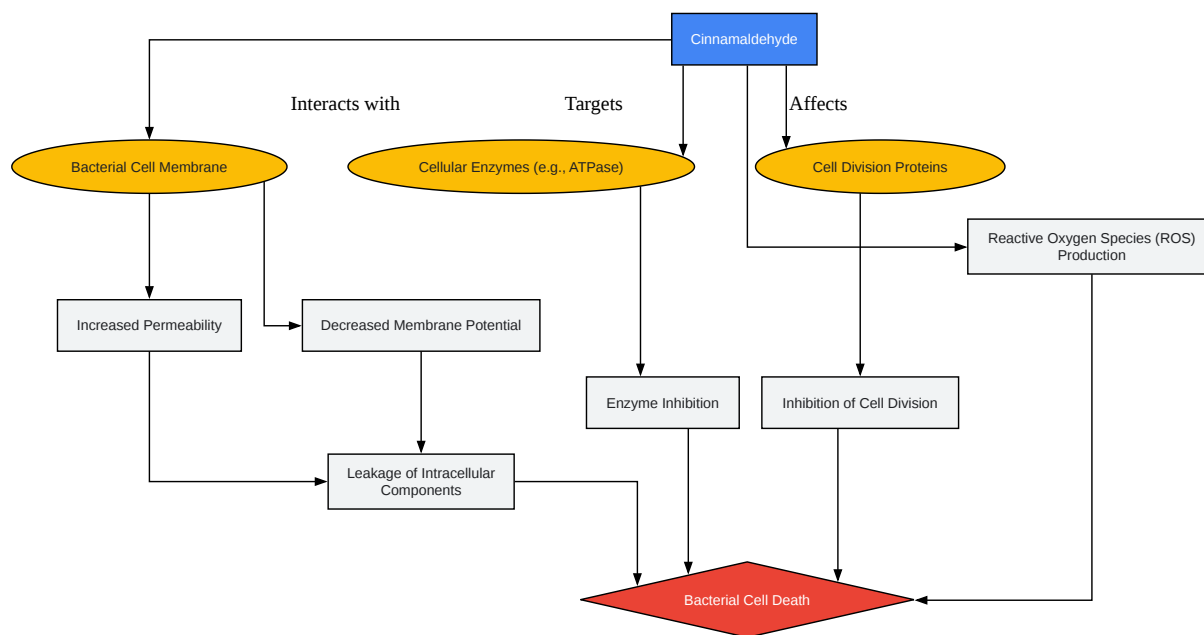 Cinnamaldehyde
Interacts with
Targets
Affects
Bacterial Cell Membrane
Cellular Enzymes (e.g., ATPase)
Cell Division Proteins
Reactive Oxygen Species (ROS)
Production
Increased Permeability
Decreased Membrane Potential
Enzyme Inhibition
Inhibition of Cell Division
Leakage of Intracellular
Components
Bacterial Cell Death